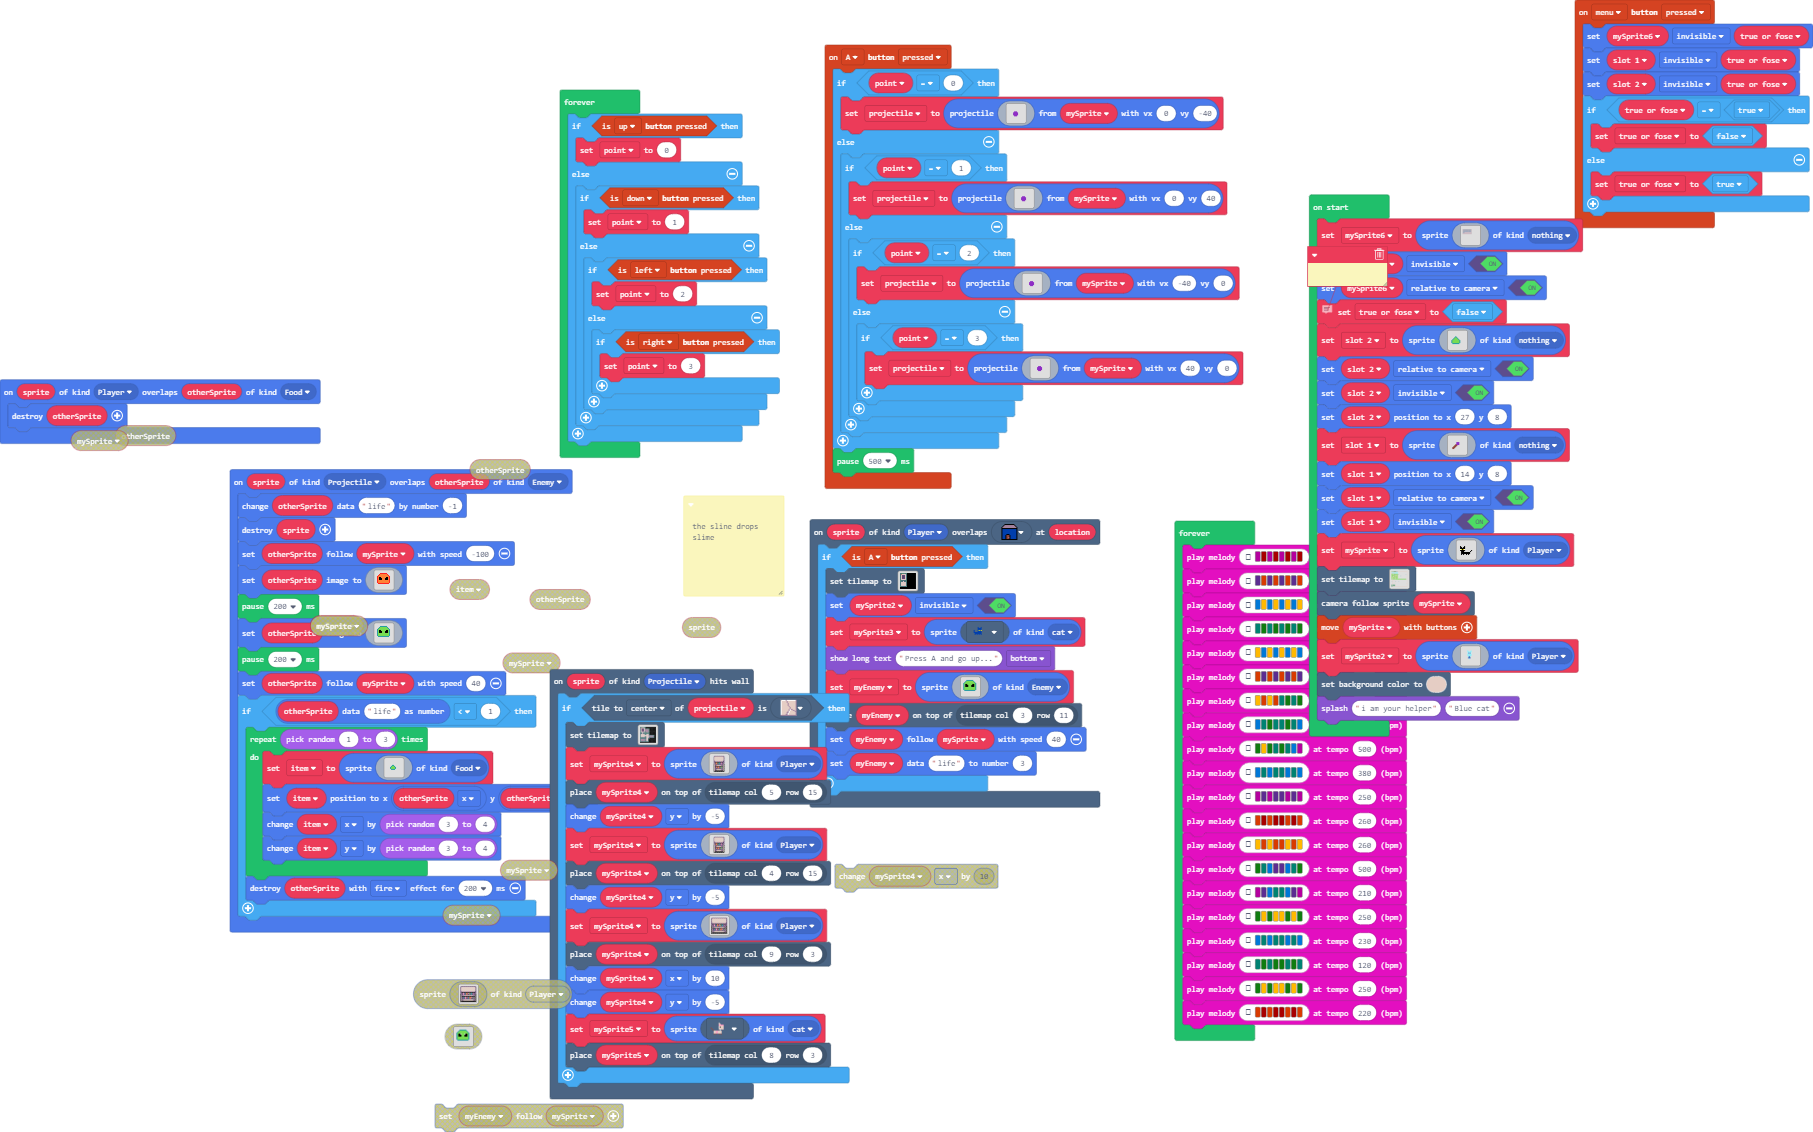 on menu button pressed
set mySprite6 invisible true or fose
set slot 1 invisible true or fose
set slot 2 invisible true or fose
if true or fose = true then
set true or fose to false
else
set true or fose to true
on A button pressed
if point = 0 then
set projectile to projectile from mySprite with vx 0 vy -40
else
if point = 1 then
set projectile to projectile from mySprite with vx 0 vy 40
else
if point = 2 then
set projectile to projectile from mySprite with vx -40 vy 0
else
if point = 3 then
set projectile to projectile from mySprite with vx 40 vy 0
pause 500 ms
forever
if is up button pressed then
set point to 0
else
if is down button pressed then
set point to 1
else
if is left button pressed then
set point to 2
else
if is right button pressed then
set point to 3
on start
set mySprite6 to sprite of kind nothing
invisible ON
set mySprite6 relative to camera ON
set true or fose to false
set slot 2 to sprite of kind nothing
set slot 2 relative to camera ON
set slot 2 invisible ON
set slot 2 position to x 27 y 8
set slot 1 to sprite of kind nothing
set slot 1 position to x 14 y 8
set slot 1 relative to camera ON
set slot 1 invisible ON
set mySprite to sprite of kind Player
set tilemap to
camera follow sprite mySprite
move mySprite with buttons
set mySprite2 to sprite of kind Player
set background color to
splash "i am your helper" "Blue cat"
on sprite of kind Player overlaps otherSprite of kind Food
destroy otherSprite
mySprite
therSprite
otherSprite
on sprite of kind Projectile overlaps otherSprite of kind Enemy
change otherSprite data "life" by number -1
destroy sprite
set otherSprite follow mySprite with speed -100
set otherSprite image to
pause 200 ms
set otherSprite
mySprite
pause 200 ms
set otherSprite follow mySprite with speed 40
if otherSprite data "life" as number < 1 then
repeat pick random 1 to 3 times
do
set item to sprite of kind Food
set item position to x otherSprite x y otherSprit
change item x by pick random 3 to 4
change item y by pick random 3 to 4
destroy otherSprite with fire effect for 200 ms
item
otherSprite
sprite
mySprite
mySprite
mySprite
the sline drops
slime
on sprite of kind Player overlaps at location
if is A button pressed then
set tilemap to
set mySprite2 invisible ON
set mySprite3 to sprite of kind cat
show long text "Press A and go up..." bottom
set myEnemy to sprite of kind Enemy
myEnemy on top of tilemap col 3 row 11
set myEnemy follow mySprite with speed 40
set myEnemy data "life" to number 3
on sprite of kind Projectile hits wall
if tile to center of projectile is then
set tilemap to
set mySprite4 to sprite of kind Player
place mySprite4 on top of tilemap col 5 row 15
change mySprite4 y by -5
set mySprite4 to sprite of kind Player
place mySprite4 on top of tilemap col 4 row 15
change mySprite4 y by -5
set mySprite4 to sprite of kind Player
place mySprite4 on top of tilemap col 9 row 3
change mySprite4 x by 10
change mySprite4 y by -5
set mySprite5 to sprite of kind cat
place mySprite5 on top of tilemap col 8 row 3
change mySprite4 x by 10
sprite of kind Player
set myEnemy follow mySprite
forever
play melody
play melody
play melody
play melody
play melody
play melody
play melody
play melody pm)
play melody at tempo 500 (bpm)
play melody at tempo 380 (bpm)
play melody at tempo 250 (bpm)
play melody at tempo 260 (bpm)
play melody at tempo 260 (bpm)
play melody at tempo 500 (bpm)
play melody at tempo 210 (bpm)
play melody at tempo 250 (bpm)
play melody at tempo 230 (bpm)
play melody at tempo 120 (bpm)
play melody at tempo 250 (bpm)
play melody at tempo 220 (bpm)